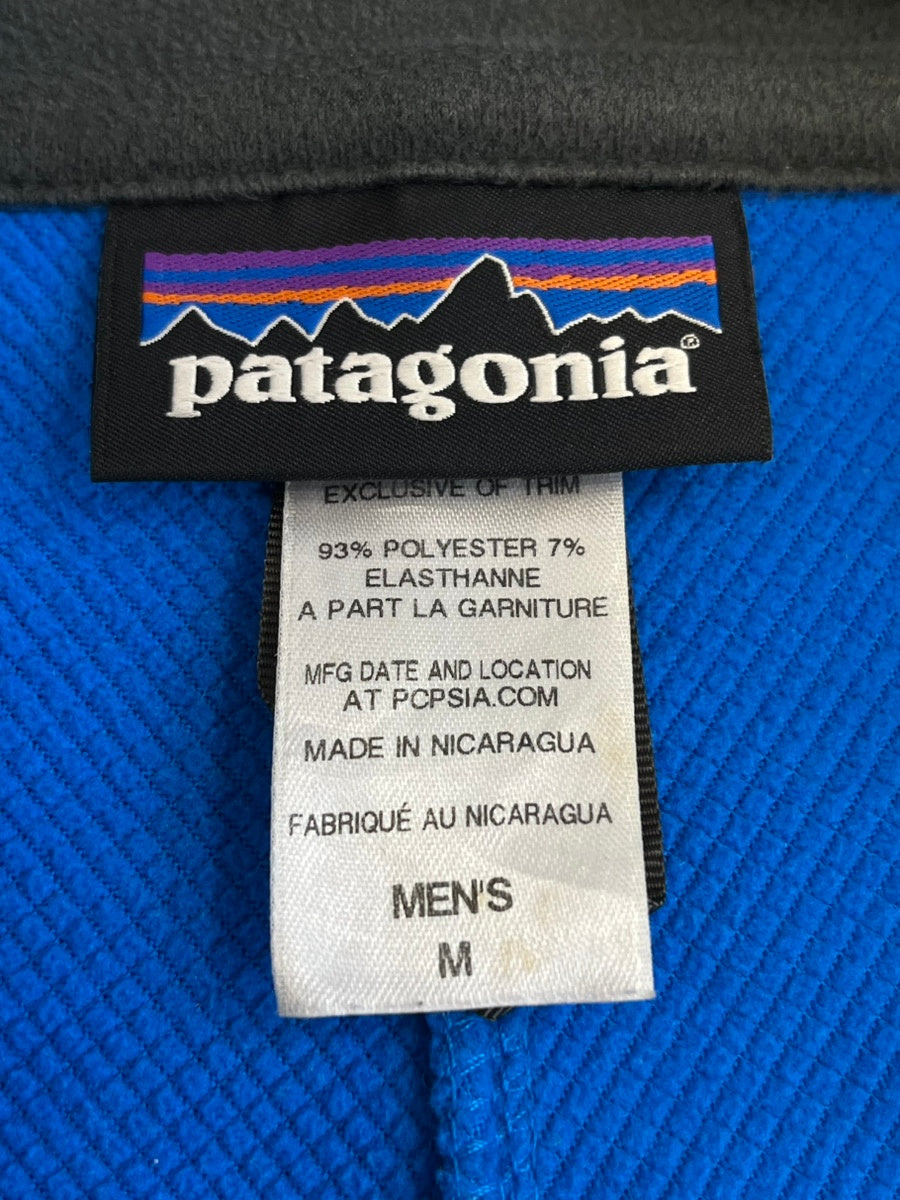 patagonia®
EXCLUSIVE OF TRIM
93% POLYESTER 7%
ELASTHANNE
A PART LA GARNITURE
MFG DATE AND LOCATION
AT PCPSIA.COM
MADE IN NICARAGUA
FABRIQUÉ AU NICARAGUA
MEN'S
M